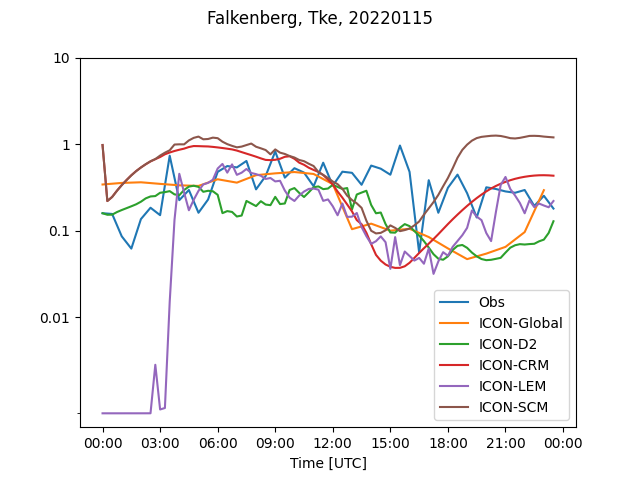 Falkenberg, Tke, 20220115
10
1
0.1
0.01
Obs
ICON-Global
ICON-D2
ICON-CRM
ICON-LEM
ICON-SCM
00:00 03:00 06:00 09:00 12:00 15:00 18:00 21:00 00:00
Time [UTC]